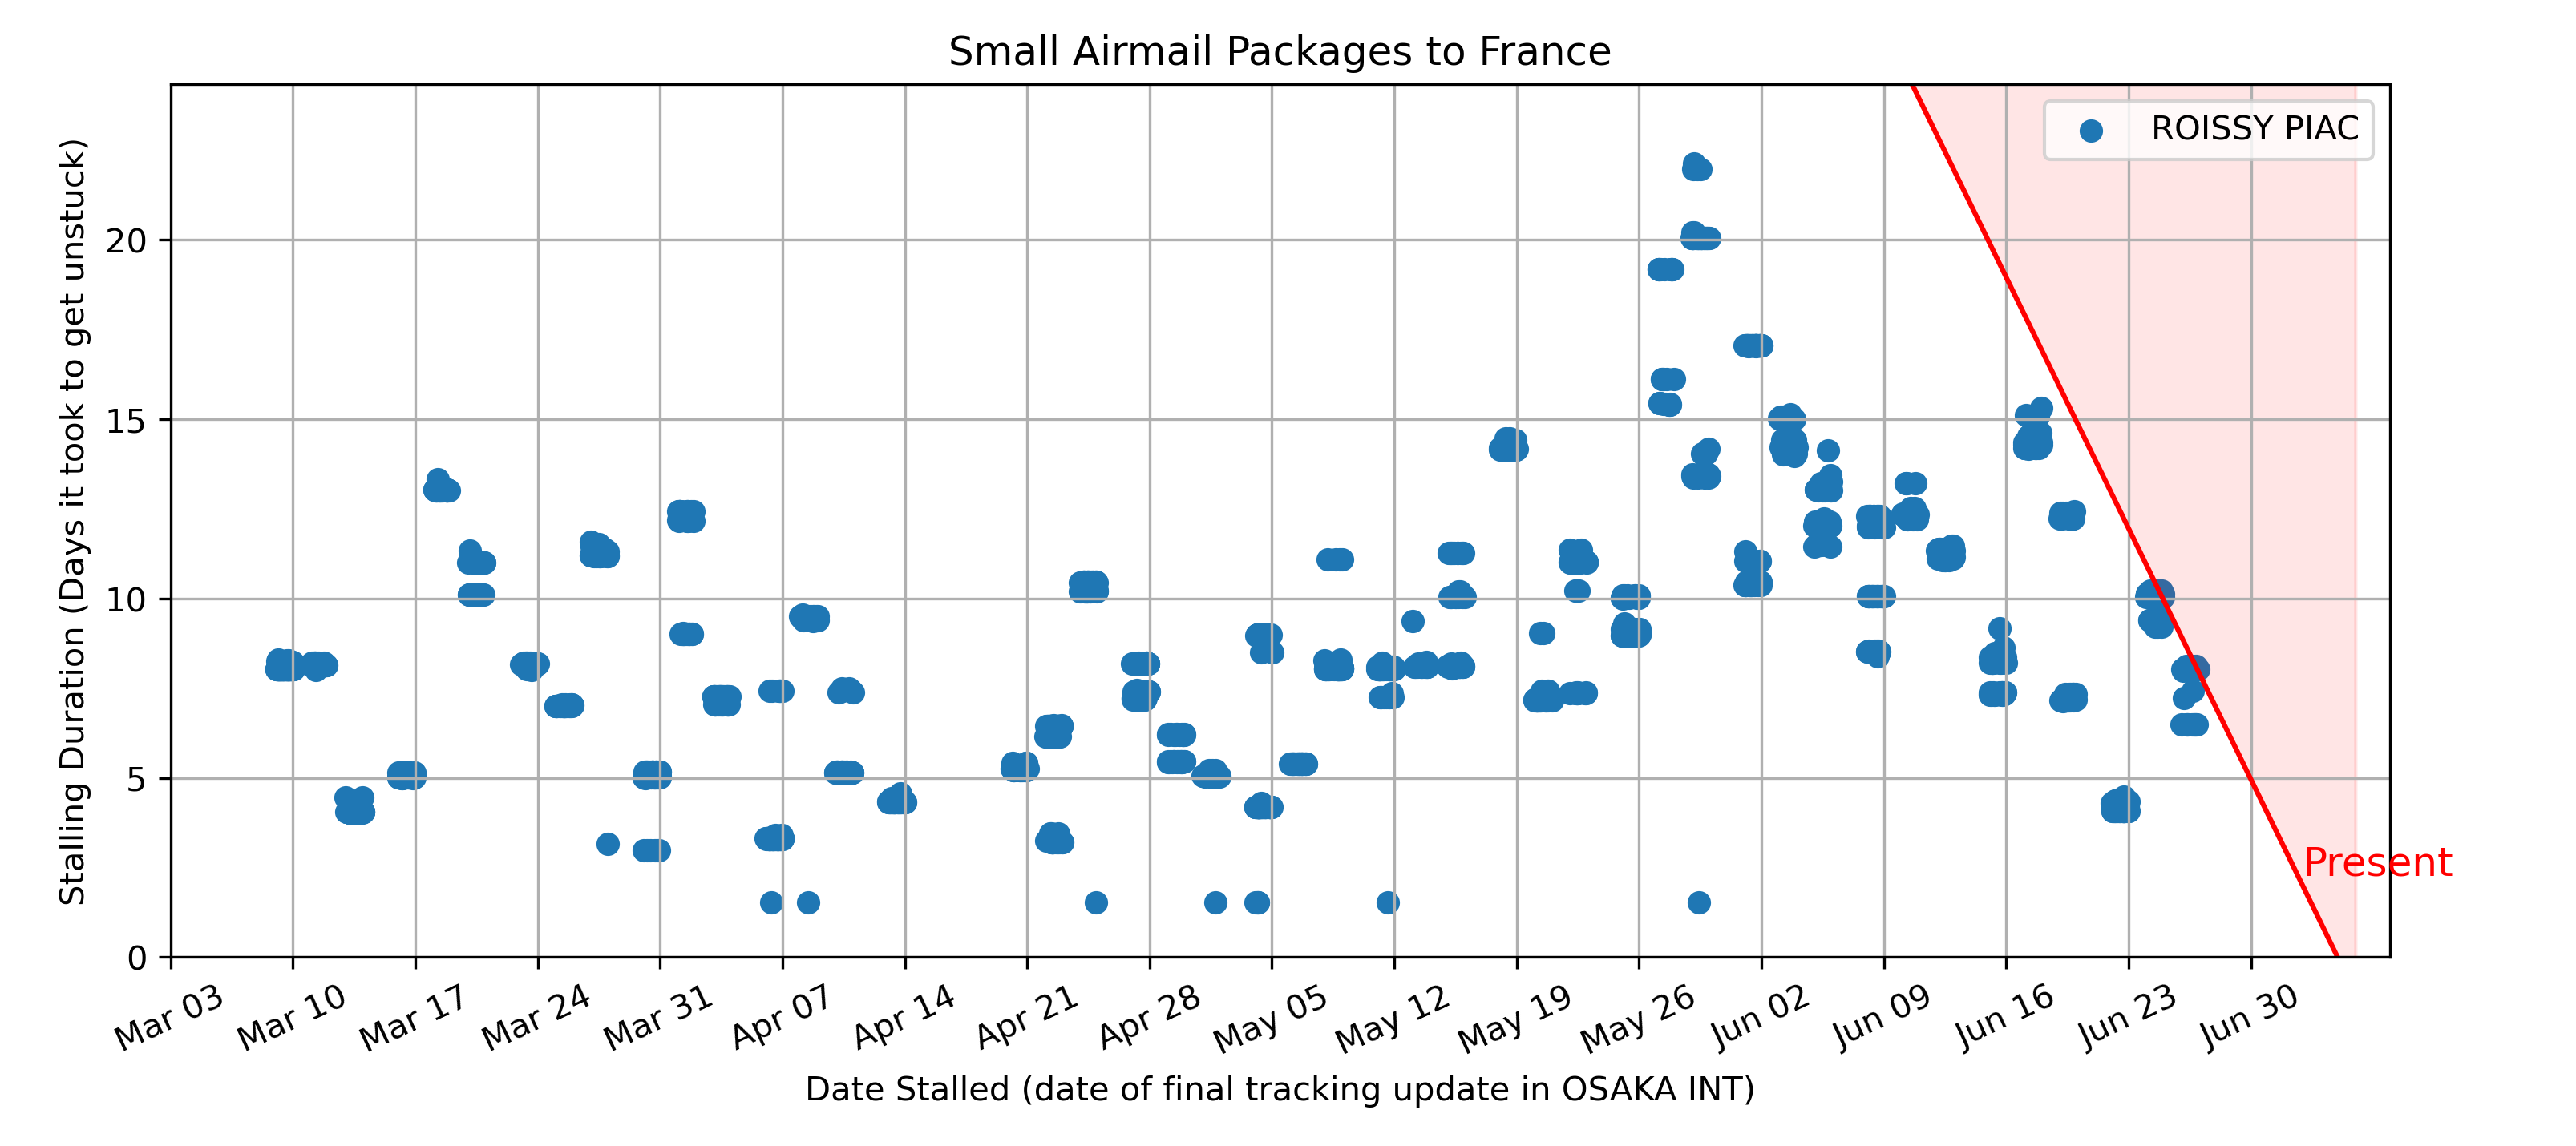 Small Airmail Packages to France
ROISSY PIAC
Stalling Duration (Days it took to get unstuck)
20
15
10
5
0
Present
Mar 03
Mar 10
Mar 17
Mar 24
Mar 31
Apr 07
Apr 14
Apr 21
Apr 28
May 05
May 12
May 19
May 26
Jun 02
Jun 09
Jun 16
Jun 23
Jun 30
Date Stalled (date of final tracking update in OSAKA INT)